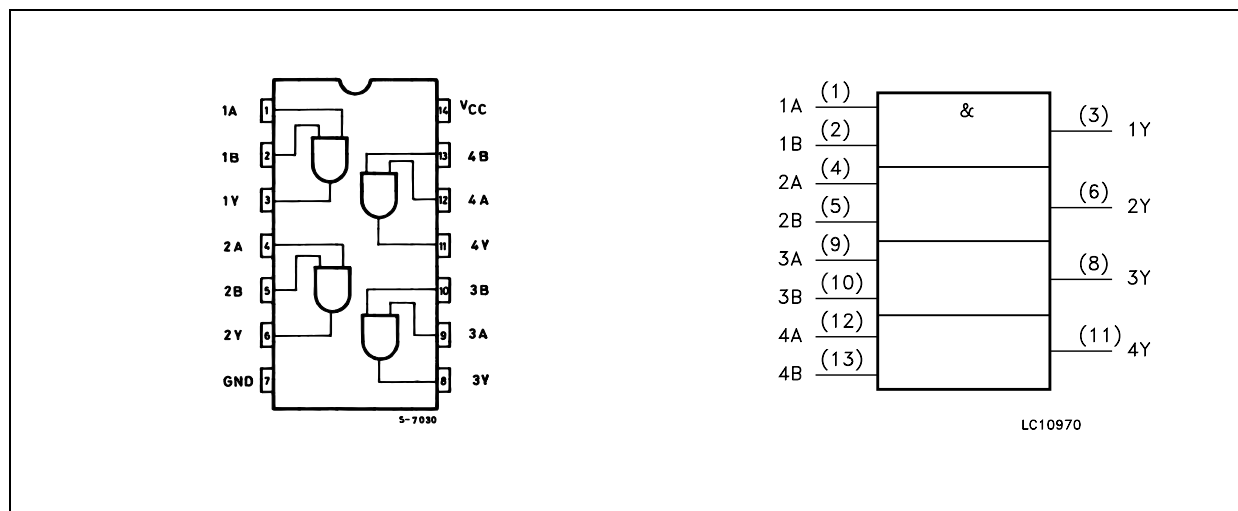 1A 1 14 VCC
1B 2 13 4B
1Y 3 12 4A
2A 4 11 4Y
2B 5 10 3B
2Y 6 9 3A
GND 7 8 3Y
S-7030
&
1A (1)
1B (2)
2A (4)
2B (5)
3A (9)
3B (10)
4A (12)
4B (13)
(3) 1Y
(6) 2Y
(8) 3Y
(11) 4Y
LC10970